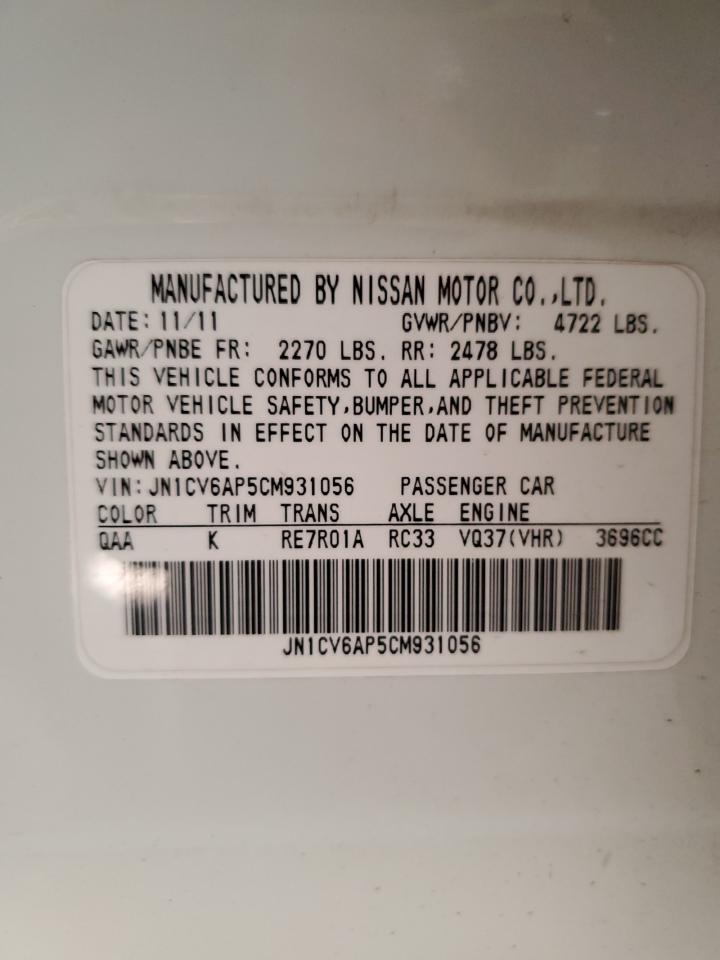 MANUFACTURED BY NISSAN MOTOR CO.,LTD.
DATE: 11/11 GVWR/PNBV: 4722 LBS.
GAWR/PNBE FR: 2270 LBS. RR: 2478 LBS.
THIS VEHICLE CONFORMS TO ALL APPLICABLE FEDERAL
MOTOR VEHICLE SAFETY,BUMPER,AND THEFT PREVENTION
STANDARDS IN EFFECT ON THE DATE OF MANUFACTURE
SHOWN ABOVE.
VIN:JN1CV6AP5CM931056 PASSENGER CAR
COLOR TRIM TRANS AXLE ENGINE
QAA K RE7R01A RC33 VQ37(VHR) 3696CC
JN1CV6AP5CM931056